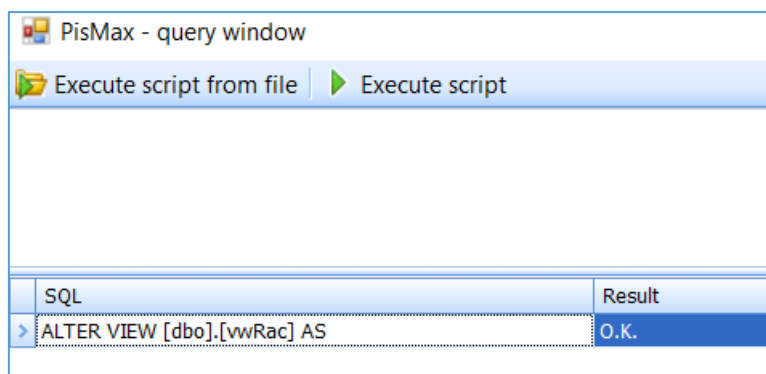 PisMax - query window
Execute script from file Execute script
SQL Result
ALTER VIEW [dbo].[vwRac] AS O.K.